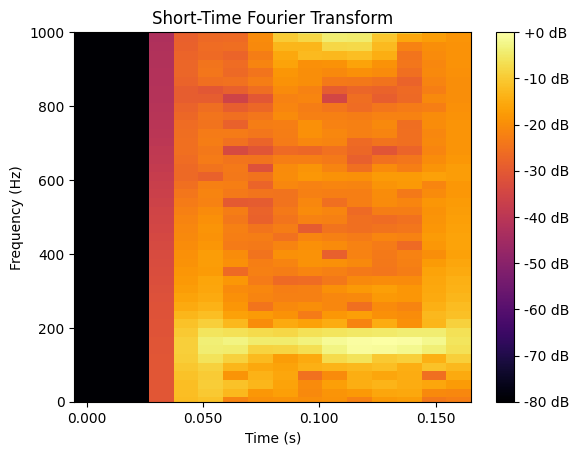 Short-Time Fourier Transform
1000
800
600
400
200
0
Frequency (Hz)
0.000
0.050
0.100
0.150
Time (s)
+0 dB
-10 dB
-20 dB
-30 dB
-40 dB
-50 dB
-60 dB
-70 dB
-80 dB